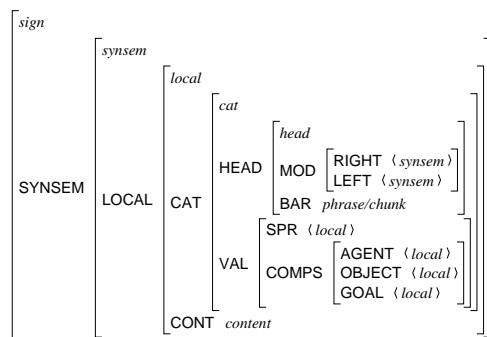 sign
synsem
local
cat
head
MOD RIGHT ⟨ synsem ⟩
LEFT ⟨ synsem ⟩
HEAD
BAR phrase/chunk
SYNSEM LOCAL CAT
SPR ⟨ local ⟩
VAL COMPS AGENT ⟨ local ⟩
OBJECT ⟨ local ⟩
GOAL ⟨ local ⟩
CONT content